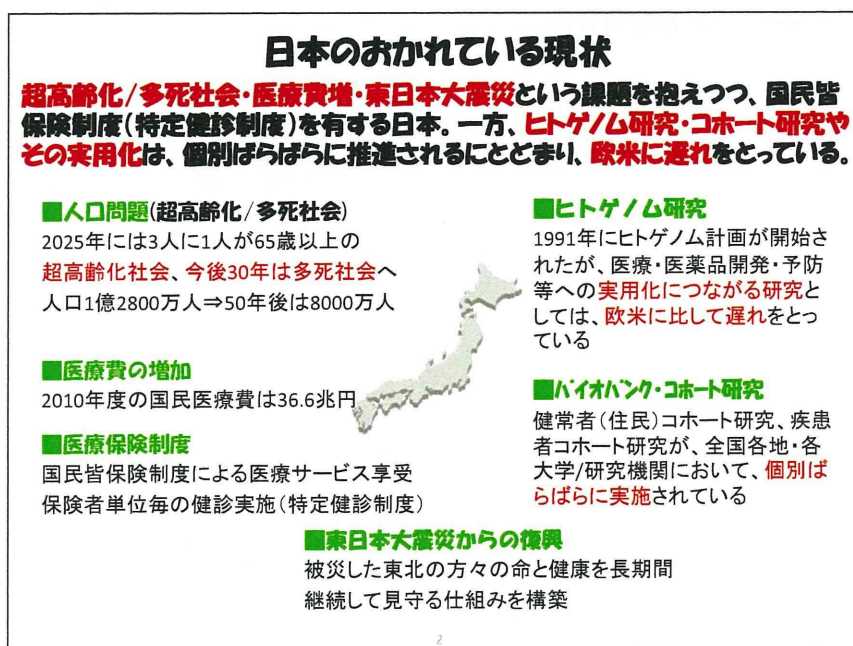 日本のおかれている現状
超高齢化/多死社会・医療費増・東日本大震災という課題を抱えつつ、国民皆
保険制度(特定健診制度)を有する日本。一方、ヒトゲノム研究・コホート研究や
その実用化は、個別ばらばらに推進されるにとどまり、欧米に遅れをとっている。
■人口問題(超高齢化/多死社会)
2025年には3人に1人が65歳以上の
超高齢化社会、今後30年は多死社会へ
人口1億2800万人⇒50年後は8000万人
■医療費の増加
2010年度の国民医療費は36.6兆円
■医療保険制度
国民皆保険制度による医療サービス享受
保険者単位毎の健診実施(特定健診制度)
■ヒトゲノム研究
1991年にヒトゲノム計画が開始さ
れたが、医療・医薬品開発・予防
等への実用化につながる研究と
しては、欧米に比して遅れをとっ
ている
■バイオバンク・コホート研究
健常者(住民)コホート研究、疾患
者コホート研究が、全国各地・各
大学/研究機関において、個別ば
らばらに実施されている
■東日本大震災からの復興
被災した東北の方々の命と健康を長期間
継続して見守る仕組みを構築
2